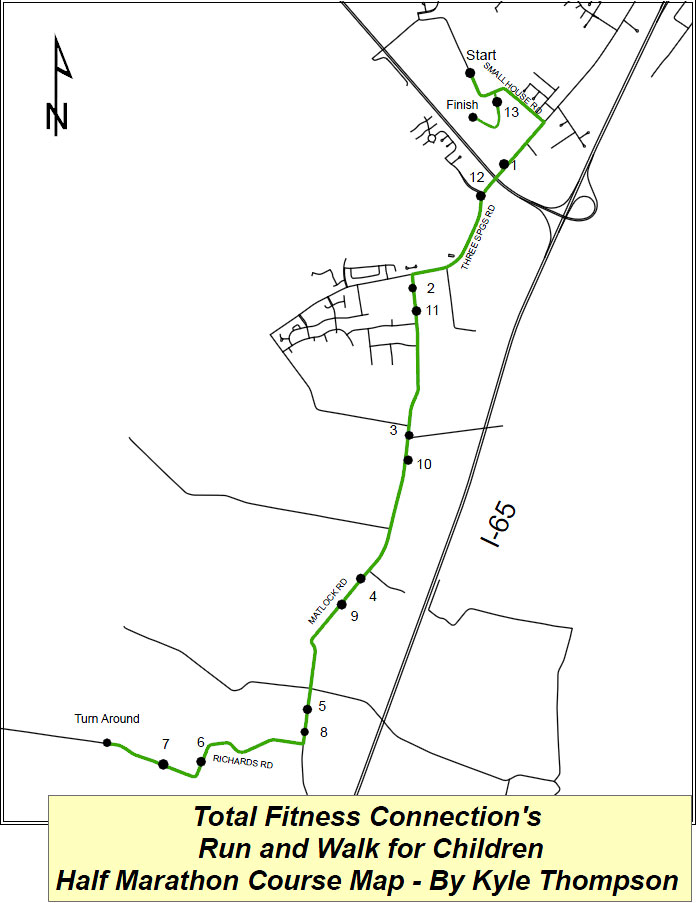 N
Start
SMALLHOUSE RD
Finish
13
1
12
THREE SPGS RD
2
11
3
10
I-65
4
MATLOCK RD
9
5
8
Turn Around
7
6
RICHARDS RD
Total Fitness Connection's
Run and Walk for Children
Half Marathon Course Map - By Kyle Thompson